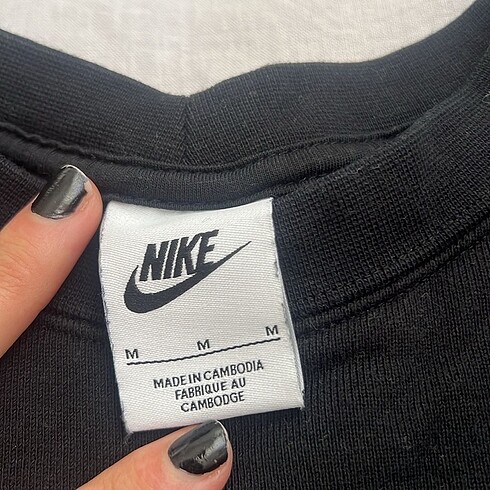 NIKE
M M M
MADE IN CAMBODIA
FABRIQUE AU
CAMBODGE